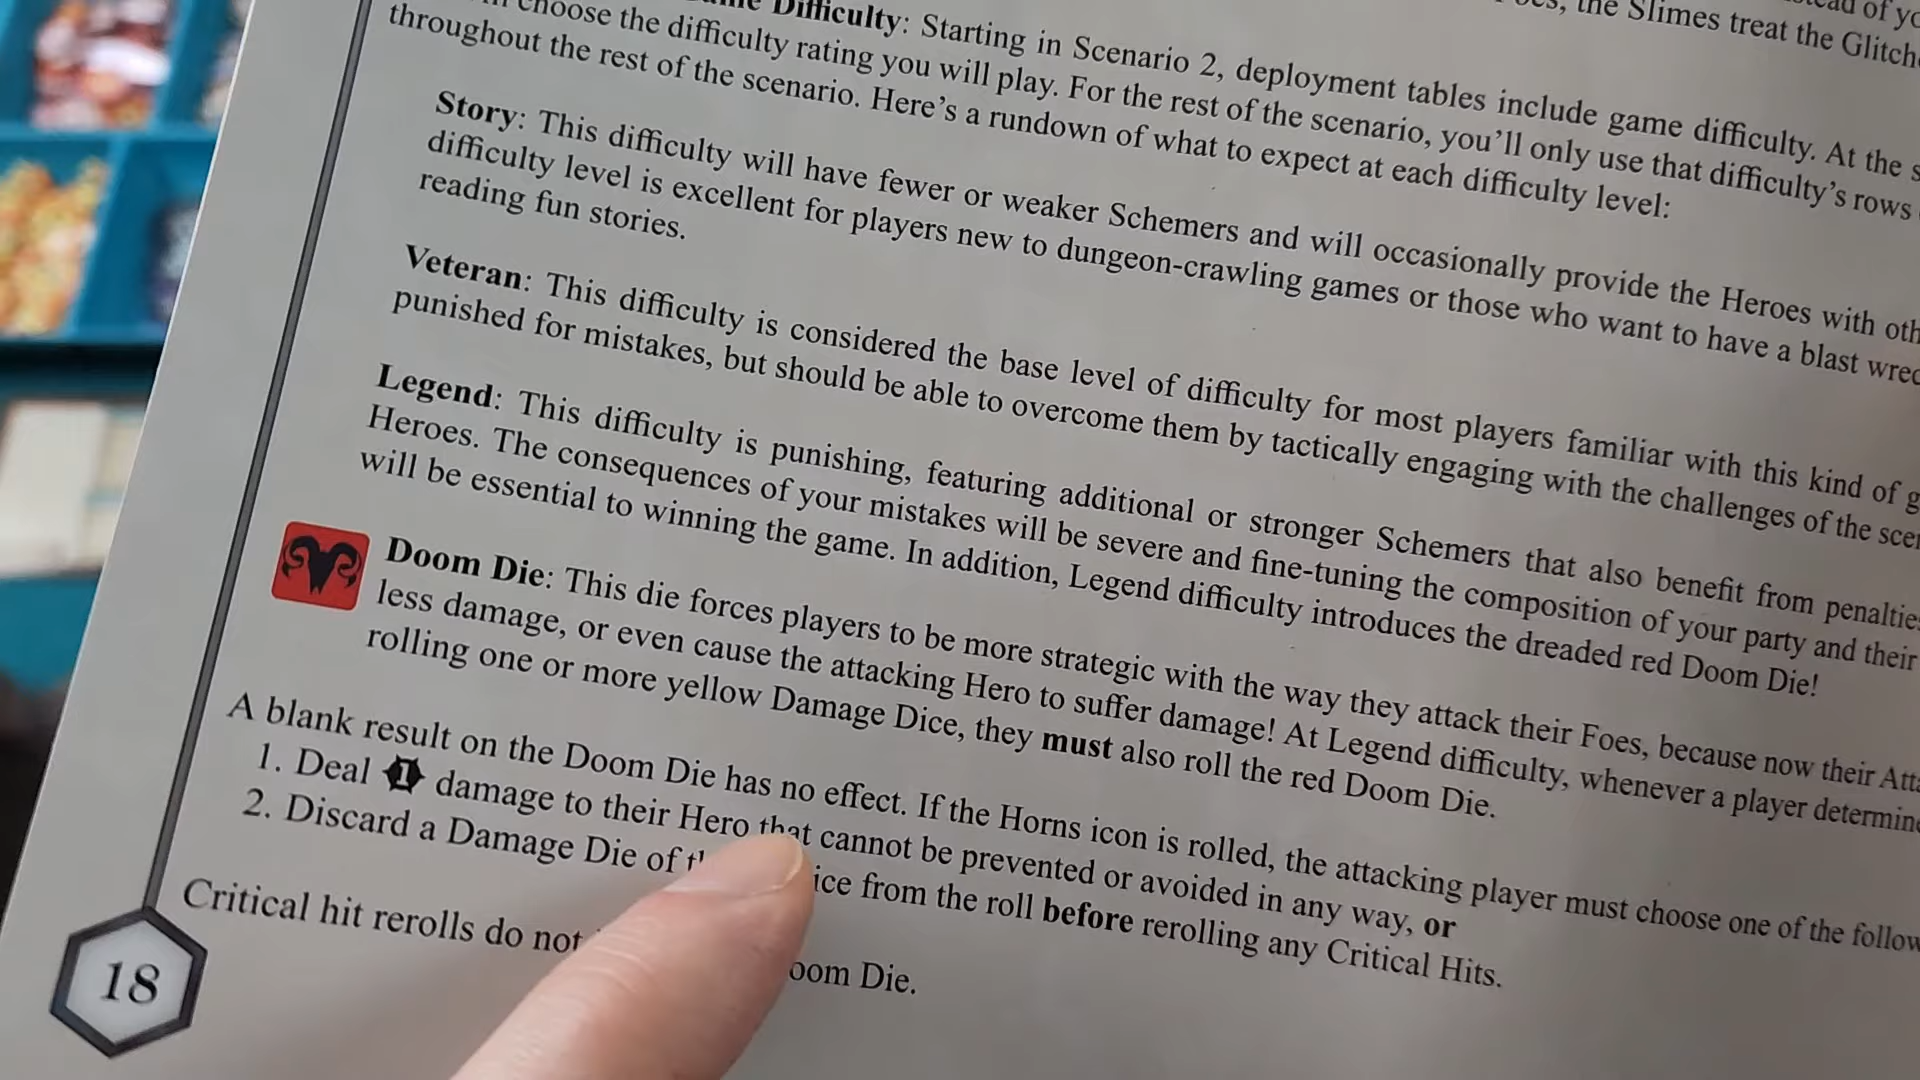 Difficulty: Starting in Scenario 2, deployment tables include game difficulty. At the
choose the difficulty rating you will play. For the rest of the scenario, you'll only use that difficulty's rows
throughout the rest of the scenario. Here's a rundown of what to expect at each difficulty level:
the Slimes treat the
Story: This difficulty will have fewer or weaker Schemers and will occasionally provide the Heroes with
difficulty level is excellent for players new to dungeon-crawling games or those who want to have a blast
reading fun stories.
Veteran: This difficulty is considered the base level of difficulty for most players familiar with this kind of
punished for mistakes, but should be able to overcome them by tactically engaging with the challenges of the
Legend: This difficulty is punishing, featuring additional or stronger Schemers that also benefit from
Heroes. The consequences of your mistakes will be severe and fine-tuning the composition of your party and their
will be essential to winning the game. In addition, Legend difficulty introduces the dreaded red Doom Die!
Doom Die: This die forces players to be more strategic with the way they attack their Foes, because now their
less damage, or even cause the attacking Hero to suffer damage! At Legend difficulty, whenever a player
rolling one or more yellow Damage Dice, they must also roll the red Doom Die.
A blank result on the Doom Die has no effect. If the Horns icon is rolled, the attacking player must choose one of the
1. Deal 1 damage to their Hero that cannot be prevented or avoided in any way, or
2. Discard a Damage Die of from the roll before rerolling any Critical Hits.
Critical hit rerolls do not Die.
18